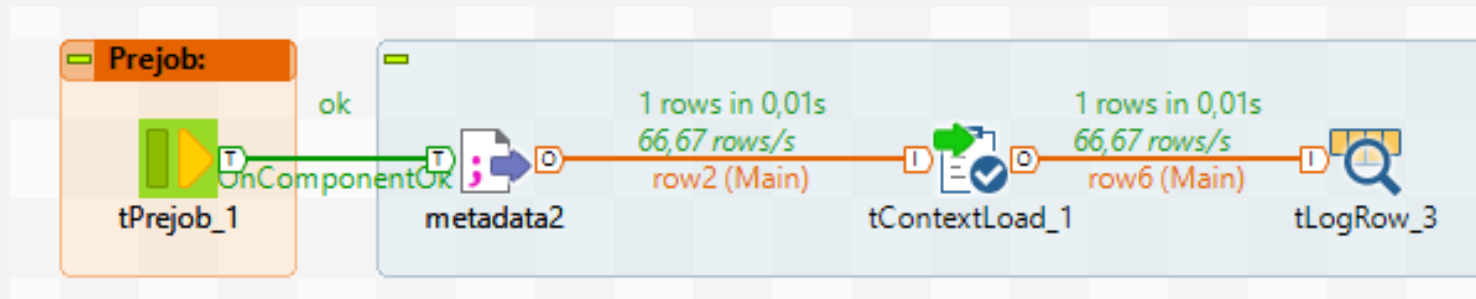 Prejob:
ok
1 rows in 0,01s
1 rows in 0,01s
66,67 rows/s
66,67 rows/s
T
T
;
O
I
O
I
OnComponentOk
row2 (Main)
row6 (Main)
tPrejob_1
metadata2
tContextLoad_1
tLogRow_3